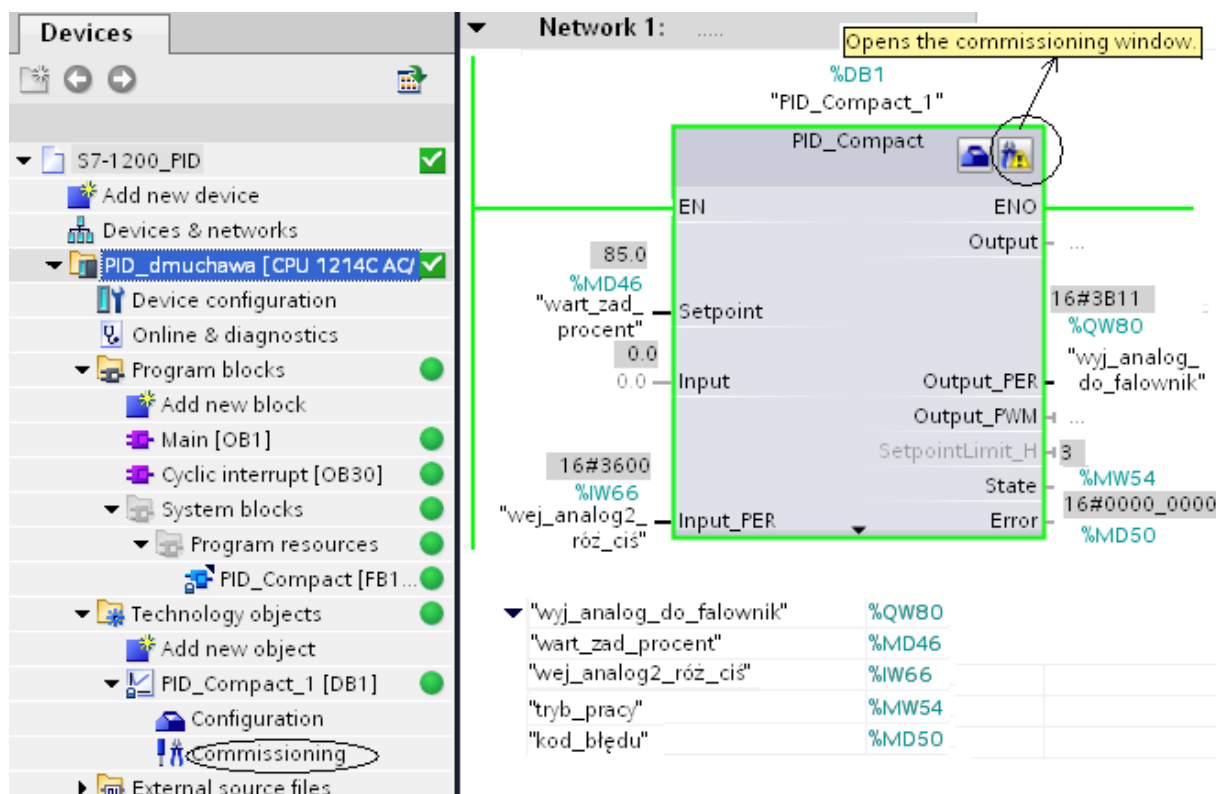 Devices
S7-1200_PID
Add new device
Devices & networks
PID_dmuchawa [CPU 1214C AC/
Device configuration
Online & diagnostics
Program blocks
Add new block
Main [OB1]
Cyclic interrupt [OB30]
System blocks
Program resources
PID_Compact [FB1...
Technology objects
Add new object
PID_Compact_1 [DB1]
Configuration
Commissioning
External source files
Network 1: .....
Opens the commissioning window.
%DB1
"PID_Compact_1"
PID_Compact
EN
ENO
Output
...
85.0
%MD46
"wart_zad_
procent"
Setpoint
16#3B11
%QW80
"wyj_analog_
do_falownik"
0.0
0.0
Input
Output_PER
Output_PWM
...
SetpointLimit_H
3
16#3600
%IW66
"wej_analog2_
róż_ciś"
Input_PER
State
%MW54
16#0000_0000
Error
%MD50
"wyj_analog_do_falownik" %QW80
"wart_zad_procent" %MD46
"wej_analog2_róż_ciś" %IW66
"tryb_pracy" %MW54
"kod_błędu" %MD50